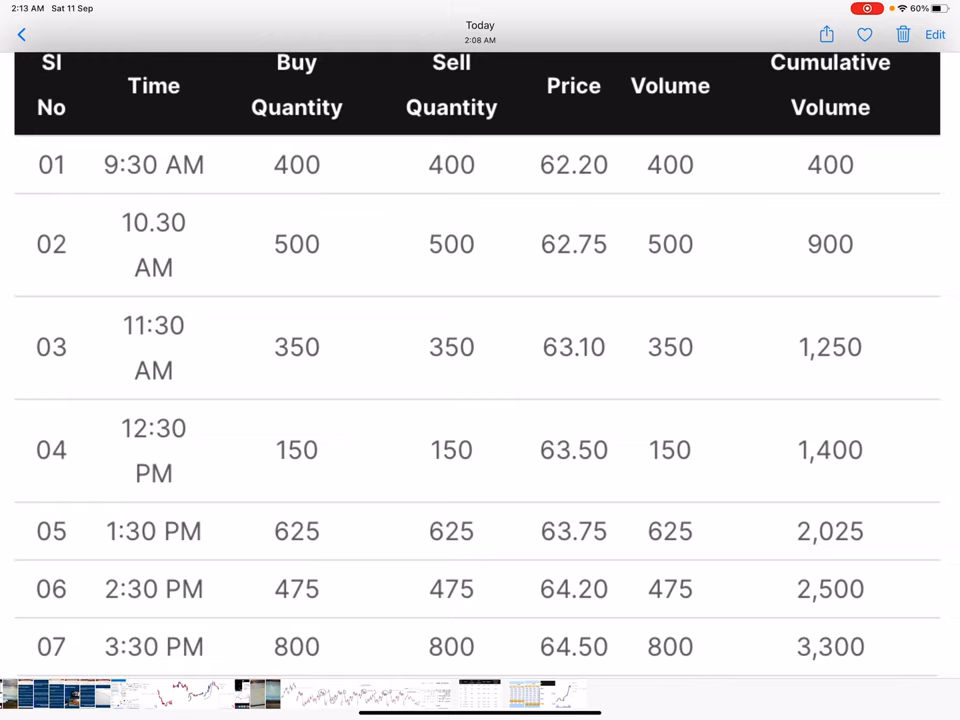 2:13 AM Sat 11 Sep
60%
Today
2:08 AM
Edit
Sl No Time Buy Quantity Sell Quantity Price Volume Cumulative Volume
01 9:30 AM 400 400 62.20 400 400
02 10.30 AM 500 500 62.75 500 900
03 11:30 AM 350 350 63.10 350 1,250
04 12:30 PM 150 150 63.50 150 1,400
05 1:30 PM 625 625 63.75 625 2,025
06 2:30 PM 475 475 64.20 475 2,500
07 3:30 PM 800 800 64.50 800 3,300